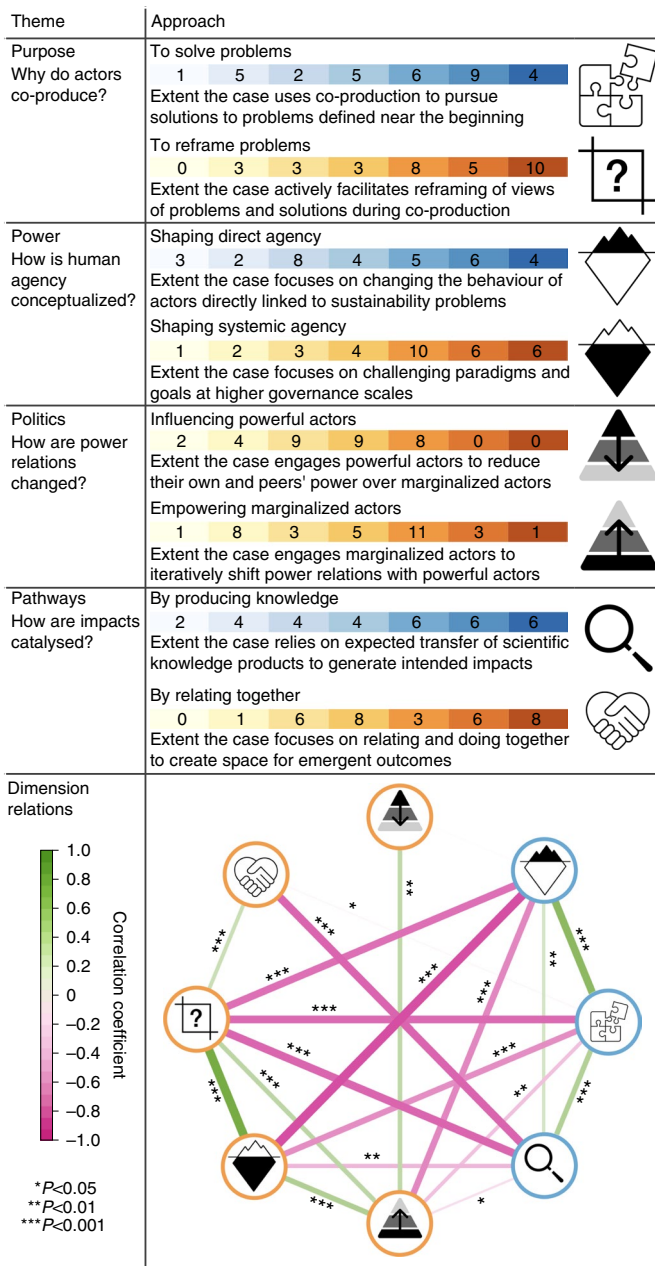 Theme Approach
Purpose
Why do actors
co-produce?
To solve problems
1 5 2 5 6 9 4
Extent the case uses co-production to pursue
solutions to problems defined near the beginning
To reframe problems
0 3 3 3 8 5 10
Extent the case actively facilitates reframing of views
of problems and solutions during co-production
?
Power
How is human
agency
conceptualized?
Shaping direct agency
3 2 8 4 5 6 4
Extent the case focuses on changing the behaviour of
actors directly linked to sustainability problems
Shaping systemic agency
1 2 3 4 10 6 6
Extent the case focuses on challenging paradigms and
goals at higher governance scales
Politics
How are power
relations
changed?
Influencing powerful actors
2 4 9 9 8 0 0
Extent the case engages powerful actors to reduce
their own and peers' power over marginalized actors
Empowering marginalized actors
1 8 3 5 11 3 1
Extent the case engages marginalized actors to
iteratively shift power relations with powerful actors
Pathways
How are impacts
catalysed?
By producing knowledge
2 4 4 4 6 6 6
Extent the case relies on expected transfer of scientific
knowledge products to generate intended impacts
By relating together
0 1 6 8 3 6 8
Extent the case focuses on relating and doing together
to create space for emergent outcomes
Dimension
relations
1.0
0.8
0.6
0.4
0.2
0
−0.2
−0.4
−0.6
−0.8
−1.0
Correlation coefficient
*P<0.05
**P<0.01
***P<0.001
**
*
***
***
***
***
***
***
**
***
?
***
***
***
***
**
***
***
**
***
*